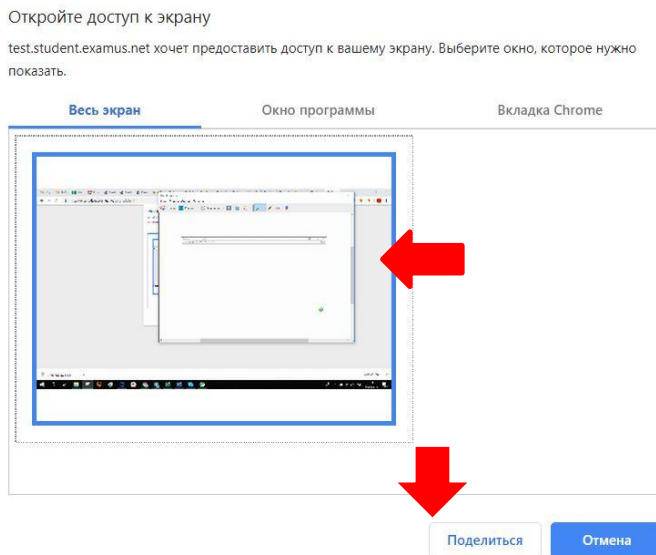 Откройте доступ к экрану
test.student.examus.net хочет предоставить доступ к вашему экрану. Выберите окно, которое нужно
показать.
Весь экран Окно программы Вкладка Chrome
Поделиться Отмена